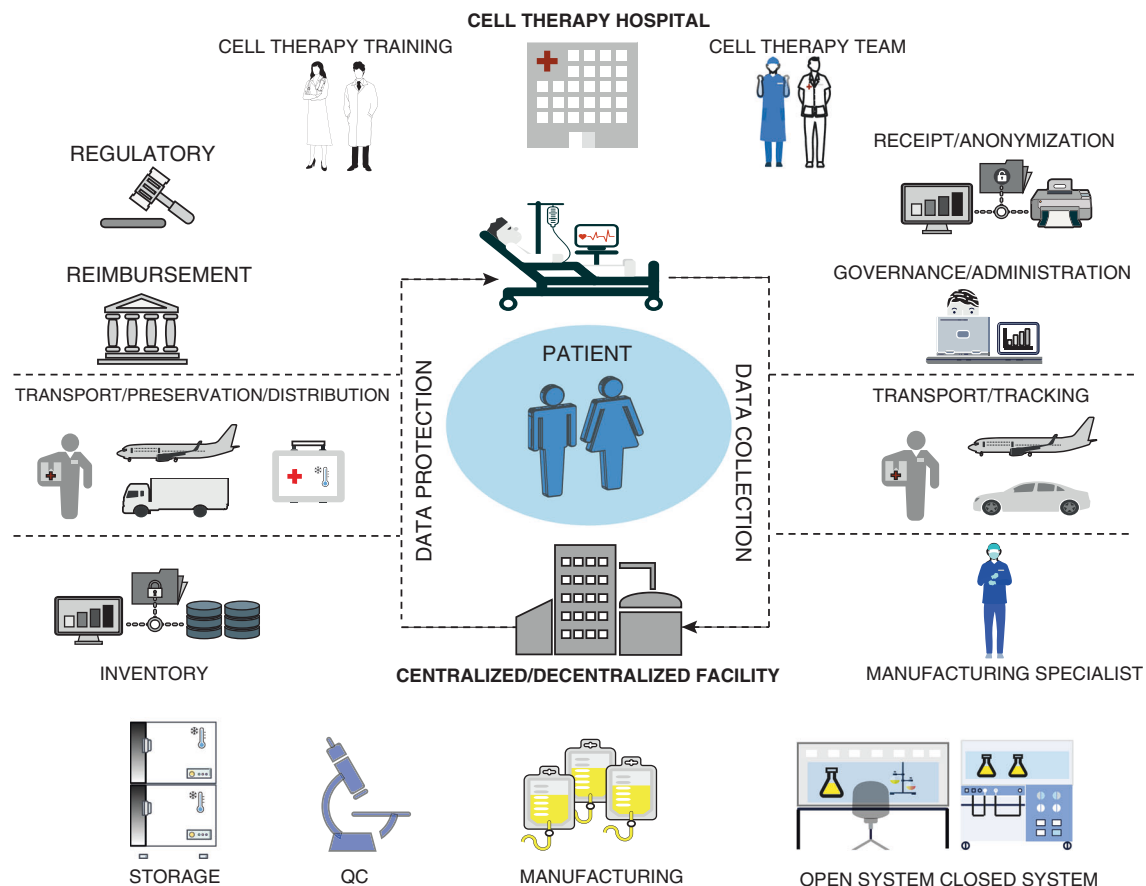 CELL THERAPY HOSPITAL
CELL THERAPY TRAINING
CELL THERAPY TEAM
REGULATORY
RECEIPT/ANONYMIZATION
REIMBURSEMENT
GOVERNANCE/ADMINISTRATION
PATIENT
TRANSPORT/PRESERVATION/DISTRIBUTION
TRANSPORT/TRACKING
DATA PROTECTION
DATA COLLECTION
INVENTORY
CENTRALIZED/DECENTRALIZED FACILITY
MANUFACTURING SPECIALIST
STORAGE
QC
MANUFACTURING
OPEN SYSTEM CLOSED SYSTEM